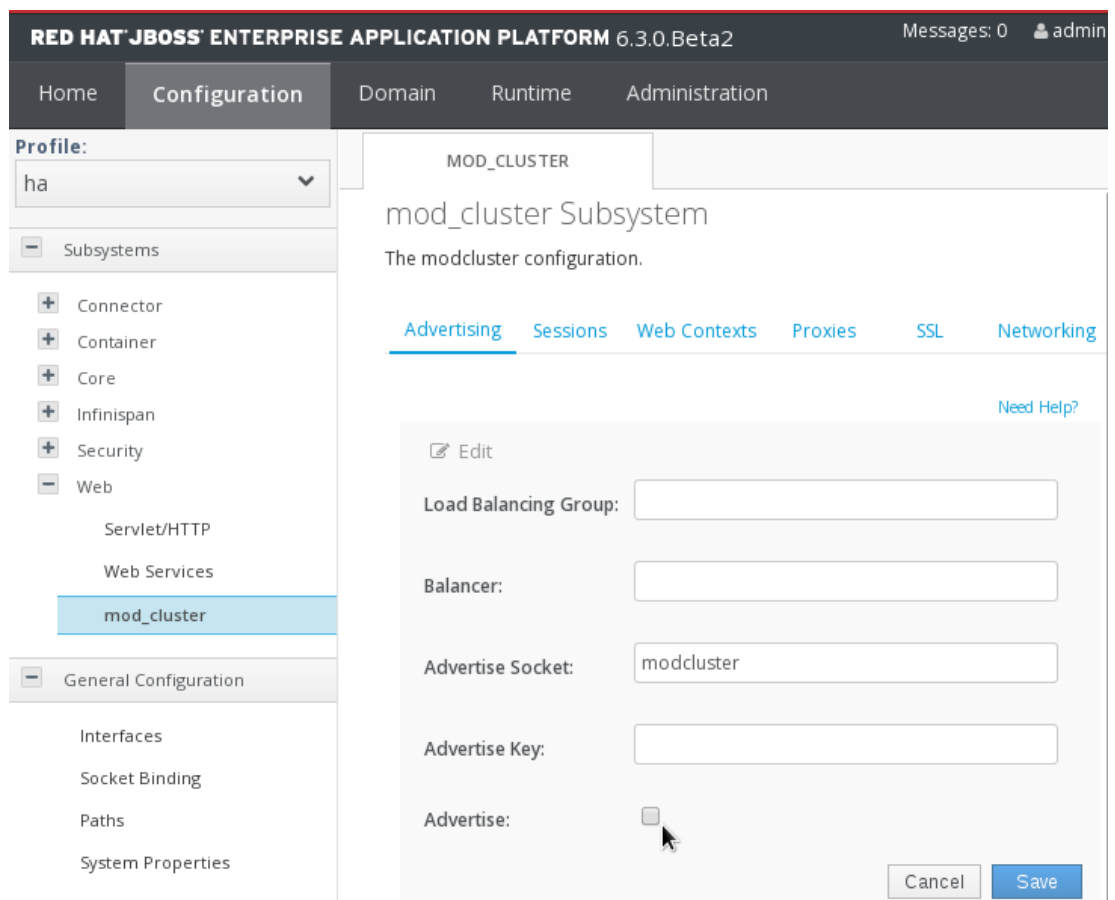 RED HAT JBOSS ENTERPRISE APPLICATION PLATFORM 6.3.0.Beta2 Messages: 0 admin
Home Configuration Domain Runtime Administration
Profile:
ha
Subsystems
Connector
Container
Core
Infinispan
Security
Web
Servlet/HTTP
Web Services
mod_cluster
General Configuration
Interfaces
Socket Binding
Paths
System Properties
MOD_CLUSTER
mod_cluster Subsystem
The modcluster configuration.
Advertising Sessions Web Contexts Proxies SSL Networking
Need Help?
Edit
Load Balancing Group:
Balancer:
Advertise Socket: modcluster
Advertise Key:
Advertise:
Cancel Save